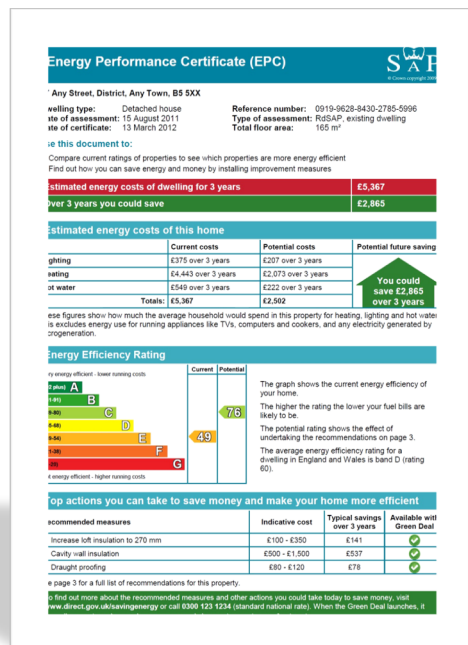 Energy Performance Certificate (EPC)
SAP
© Crown copyright 2009
Any Street, District, Any Town, B5 5XX
welling type: Detached house
Reference number: 0919-9628-8430-2785-5996
ate of assessment: 15 August 2011
Type of assessment: RdSAP, existing dwelling
ate of certificate: 13 March 2012
Total floor area: 165 m²
se this document to:
Compare current ratings of properties to see which properties are more energy efficient
Find out how you can save energy and money by installing improvement measures
Estimated energy costs of dwelling for 3 years £5,367
Over 3 years you could save £2,865
Estimated energy costs of this home
Current costs Potential costs Potential future saving
ghting £375 over 3 years £207 over 3 years
eating £4,443 over 3 years £2,073 over 3 years
ot water £549 over 3 years £222 over 3 years
Totals: £5,367 £2,502
You could
save £2,865
over 3 years
ese figures show how much the average household would spend in this property for heating, lighting and hot water
is excludes energy use for running appliances like TVs, computers and cookers, and any electricity generated by
crogeneration.
Energy Efficiency Rating
Current Potential
ry energy efficient - lower running costs
2 plus) A
1-91) B
9-80) C
5-68) D
9-54) E
1-38) F
-20) G
49
76
t energy efficient - higher running costs
The graph shows the current energy efficiency of
your home.
The higher the rating the lower your fuel bills are
likely to be.
The potential rating shows the effect of
undertaking the recommendations on page 3.
The average energy efficiency rating for a
dwelling in England and Wales is band D (rating
60).
Top actions you can take to save money and make your home more efficient
ecommended measures Indicative cost Typical savings over 3 years Available with Green Deal
Increase loft insulation to 270 mm £100 - £350 £141
Cavity wall insulation £500 - £1,500 £537
Draught proofing £80 - £120 £78
e page 3 for a full list of recommendations for this property.
o find out more about the recommended measures and other actions you could take today to save money, visit
www.direct.gov.uk/savingenergy or call 0300 123 1234 (standard national rate). When the Green Deal launches, it